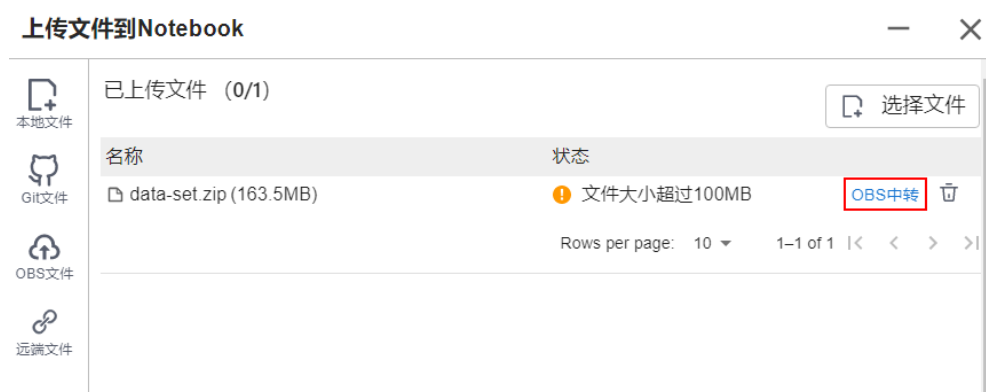 上传文件到Notebook
已上传文件 (0/1)
选择文件
本地文件
Git文件
OBS文件
远端文件
名称 状态
data-set.zip (163.5MB) 文件大小超过100MB OBS中转
Rows per page: 10 1–1 of 1